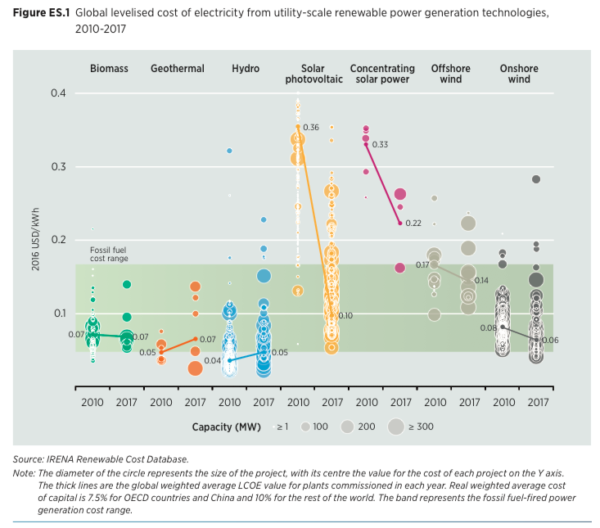 Figure ES.1 Global levelised cost of electricity from utility-scale renewable power generation technologies,
2010-2017
Biomass Geothermal Hydro Solar photovoltaic Concentrating solar power Offshore wind Onshore wind
0.4
0.36
0.33
0.3
0.22
0.2
2016 USD/kWh
Fossil fuel
cost range
0.17
0.14
0.1
0.10
0.07
0.07
0.05
0.07
0.04
0.05
0.08
0.06
2010 2017 2010 2017 2010 2017 2010 2017 2010 2017 2010 2017 2010 2017
Capacity (MW) ≥ 1 100 200 ≥ 300
Source: IRENA Renewable Cost Database.
Note: The diameter of the circle represents the size of the project, with its centre the value for the cost of each project on the Y axis.
The thick lines are the global weighted average LCOE value for plants commissioned in each year. Real weighted average cost
of capital is 7.5% for OECD countries and China and 10% for the rest of the world. The band represents the fossil fuel-fired power
generation cost range.